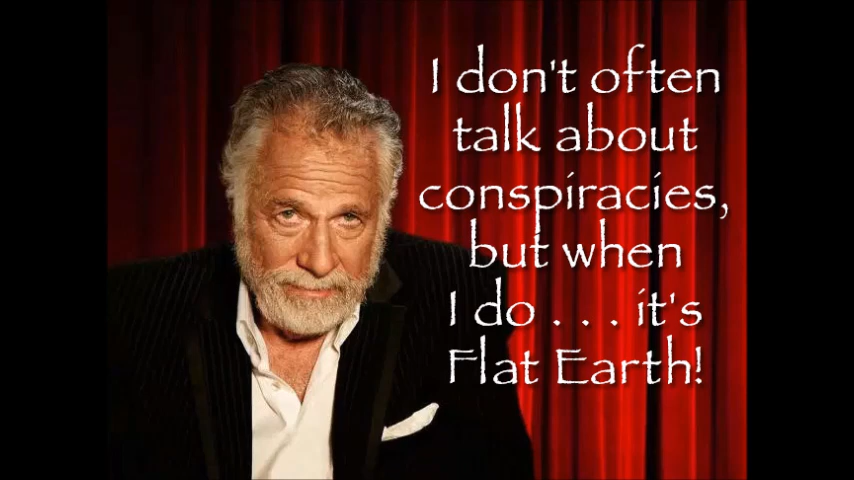 I don't often
talk about
conspiracies,
but when
I do . . . it's
Flat Earth!